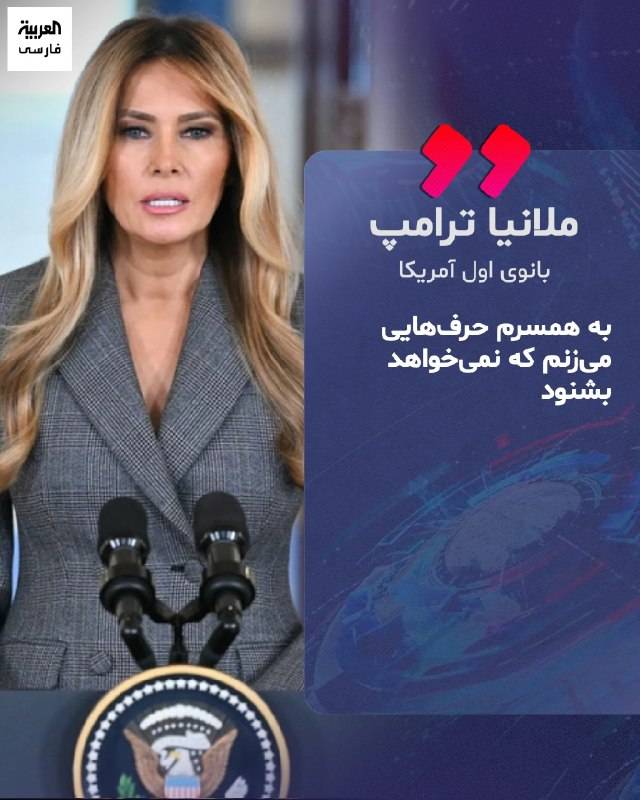 العربية
فارسی
ملانیا ترامپ
بانوی اول آمریکا
به همسرم حرف‌هایی
می‌زنم که نمی‌خواهد
بشنود